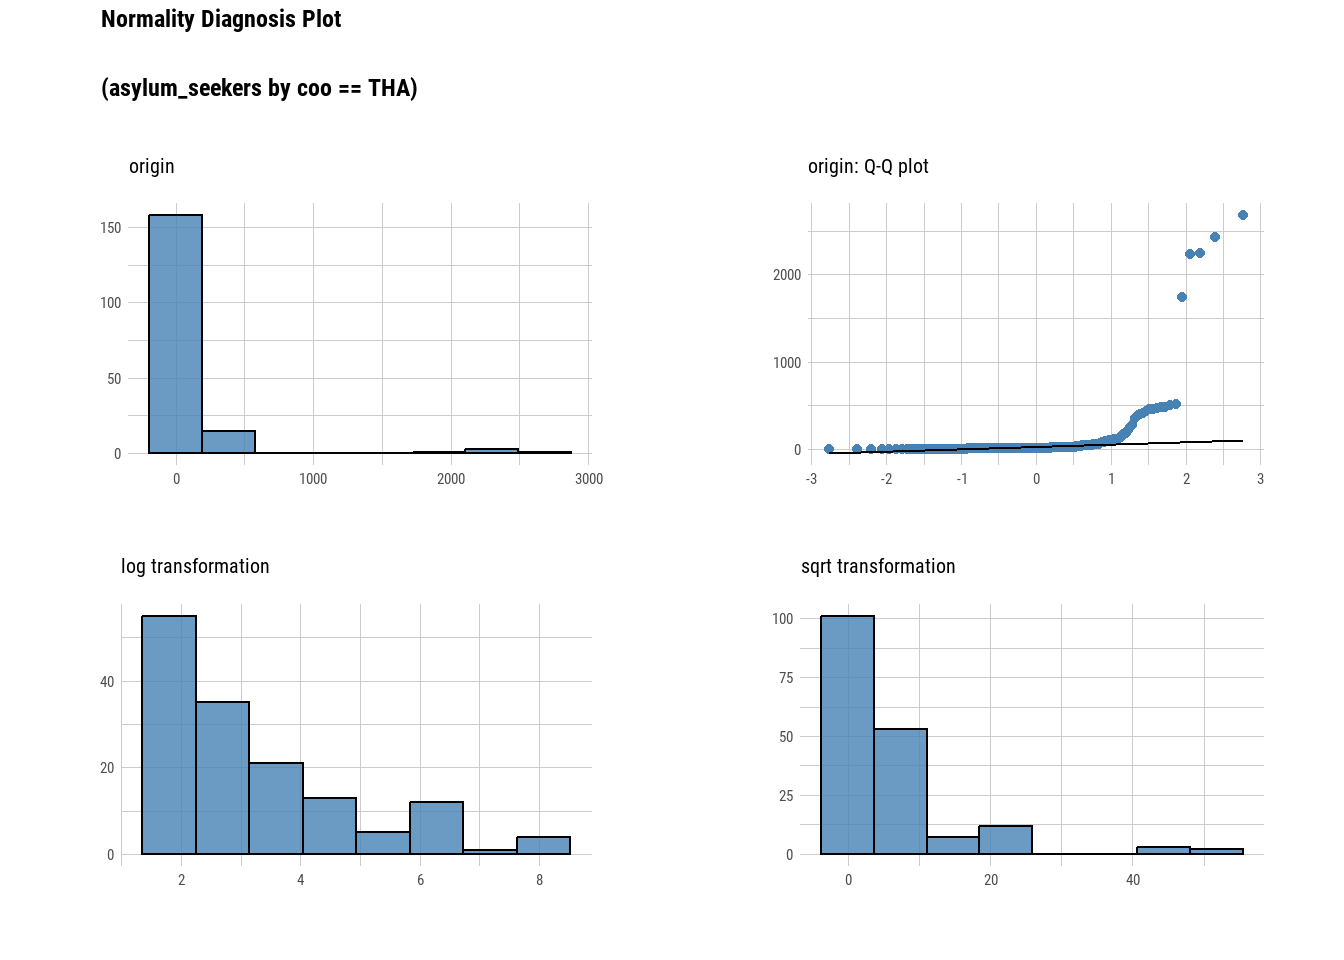 Normality Diagnosis Plot
(asylum_seekers by coo == THA)
origin
150
100
50
0
0 1000 2000 3000
origin: Q-Q plot
2000
1000
0
-3 -2 -1 0 1 2 3
log transformation
40
20
0
2 4 6 8
sqrt transformation
100
75
50
25
0
0 20 40